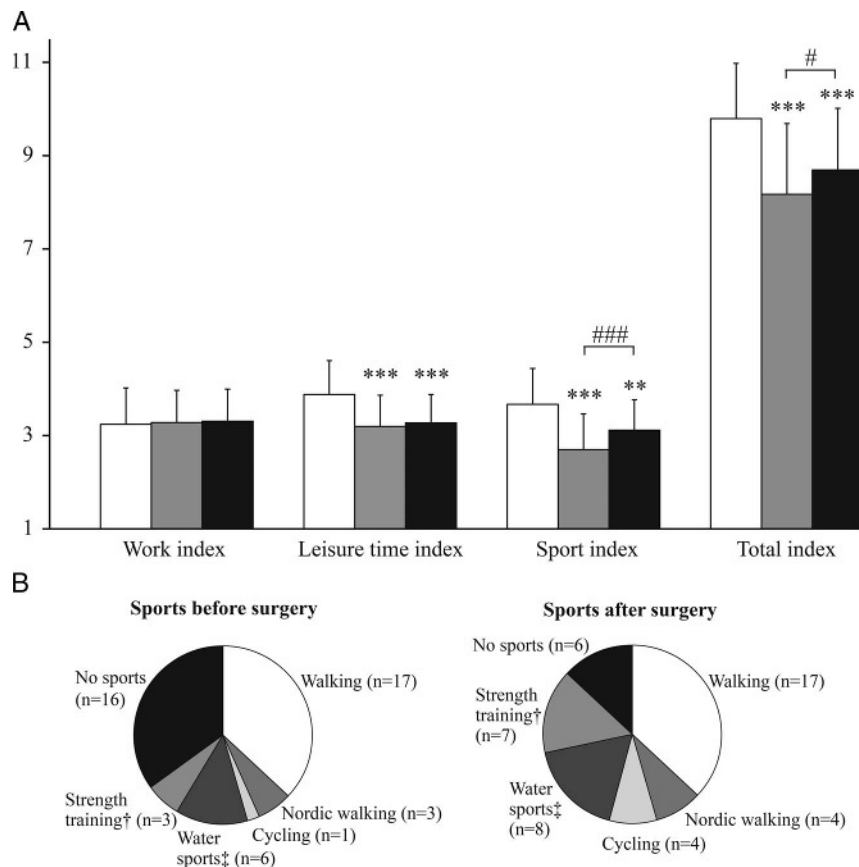 A
11
9
7
5
3
1
***
***
###
***
**
#
***
***
Work index
Leisure time index
Sport index
Total index
B
Sports before surgery
No sports
(n=16)
Walking (n=17)
Strength
training† (n=3)
Water
sports‡ (n=6)
Cycling (n=1)
Nordic walking (n=3)
Sports after surgery
No sports (n=6)
Walking (n=17)
Strength
training†
(n=7)
Water
sports‡
(n=8)
Cycling (n=4)
Nordic walking (n=4)